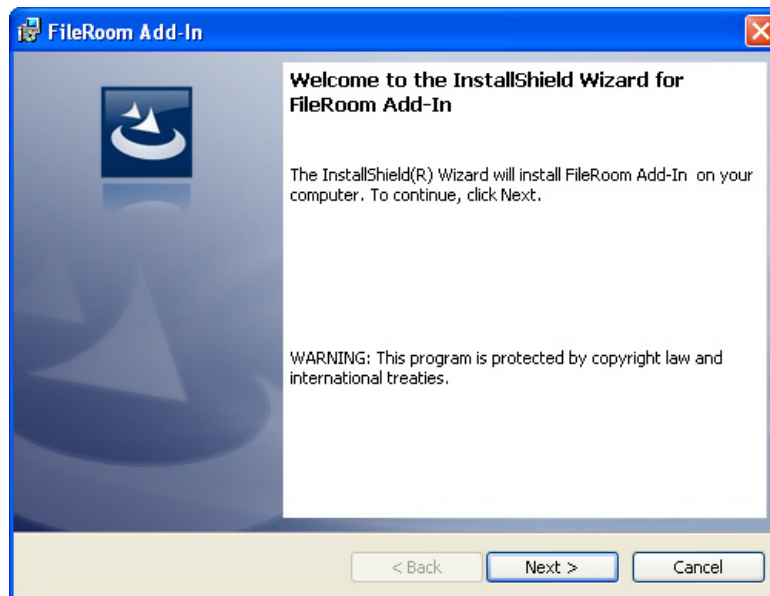 FileRoom Add-In
Welcome to the InstallShield Wizard for
FileRoom Add-In
The InstallShield(R) Wizard will install FileRoom Add-In  on your
computer. To continue, click Next.
WARNING: This program is protected by copyright law and
international treaties.
< Back
Next >
Cancel